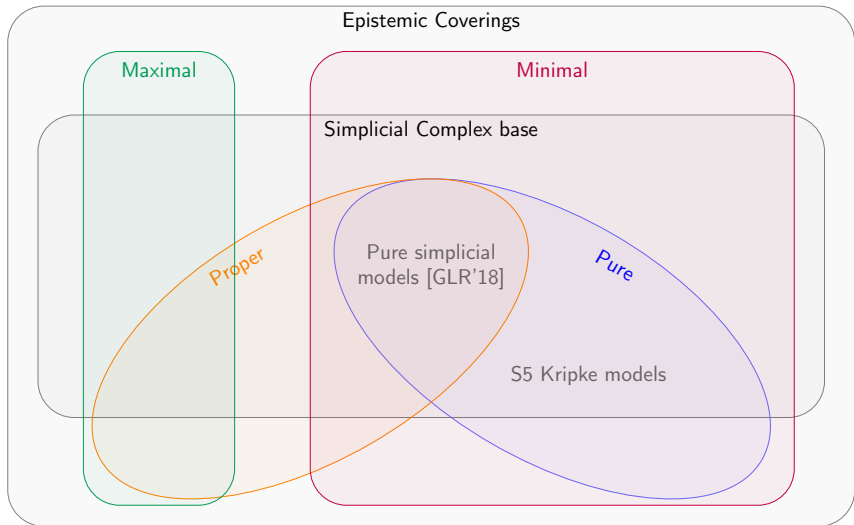 Epistemic Coverings
Maximal
Minimal
Simplicial Complex base
Proper
Pure simplicial
models [GLR'18]
Pure
S5 Kripke models